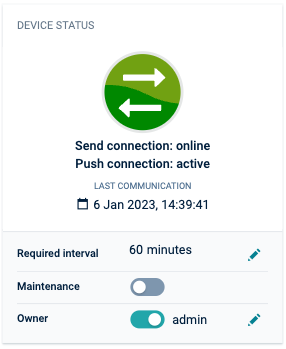 DEVICE STATUS
Send connection: online
Push connection: active
LAST COMMUNICATION
6 Jan 2023, 14:39:41
Required interval 60 minutes
Maintenance
Owner admin